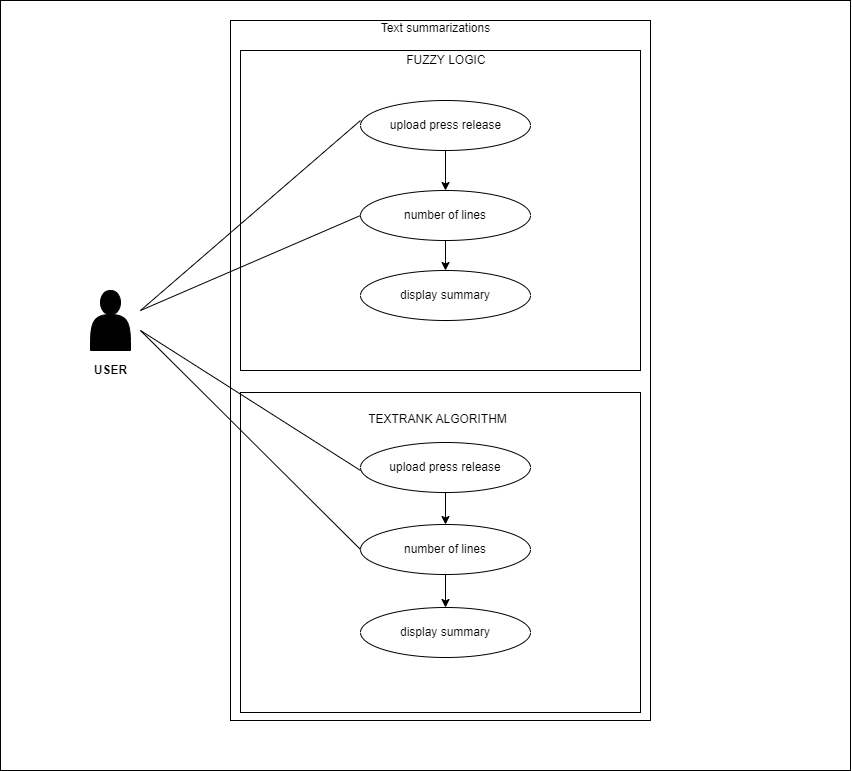 Text summarizations
FUZZY LOGIC
upload press release
number of lines
display summary
USER
TEXTRANK ALGORITHM
upload press release
number of lines
display summary